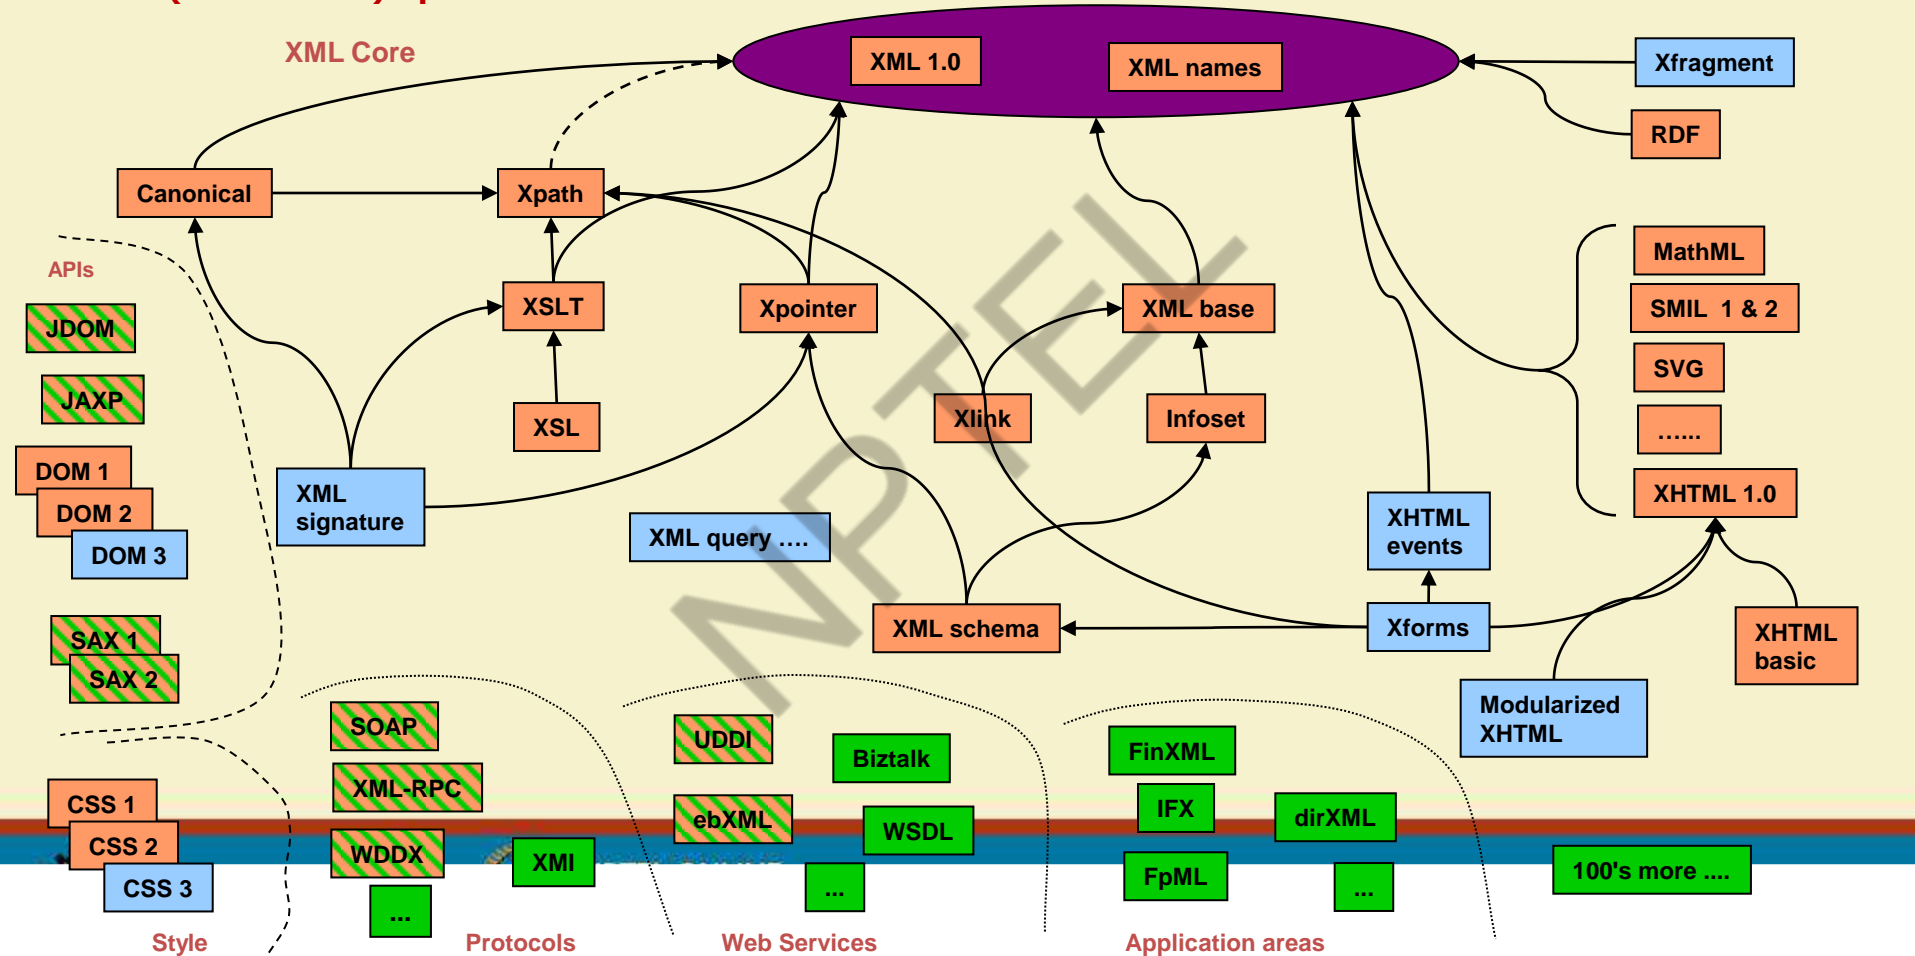 XML Core
XML 1.0
XML names
Xfragment
RDF
Canonical
Xpath
APIs
MathML
JDOM
XSLT
Xpointer
XML base
SMIL 1 & 2
SVG
JAXP
XSL
Xlink
Infoset
…...
DOM 1
DOM 2
DOM 3
XML
signature
XML query ….
XHTML
events
XHTML 1.0
SAX 1
SAX 2
XML schema
Xforms
XHTML
basic
Modularized
XHTML
NPTEL
SOAP
XML-RPC
WDDX
XMI
...
UDDI
Biztalk
ebXML
WSDL
...
FinXML
IFX
dirXML
FpML
...
100's more ....
CSS 1
CSS 2
CSS 3
Style
Protocols
Web Services
Application areas